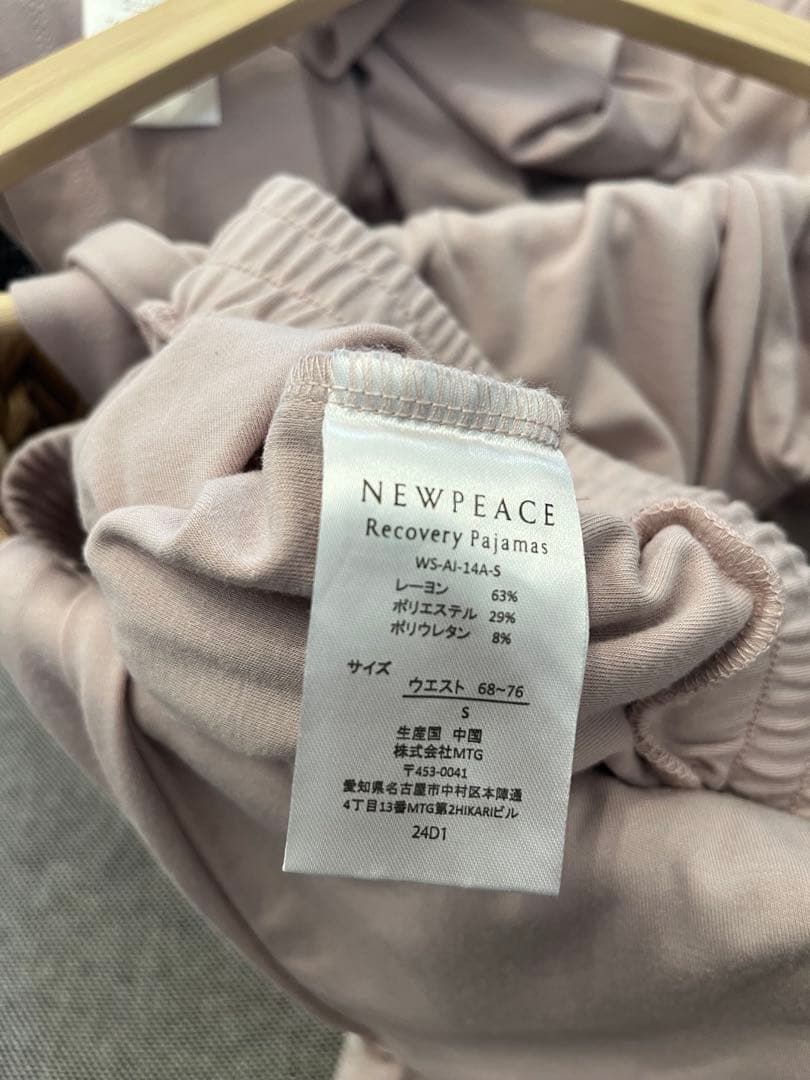 NEWPEACE
Recovery Pajamas
WS-AJ-14A-S
レーヨン 63%
ポリエステル 29%
ポリウレタン 8%
サイズ
ウエスト 68~76
S
生産国 中国
株式会社MTG
〒453-0041
愛知県名古屋市中村区本陣通
4丁目13番MTG第2HIKARIビル
24D1